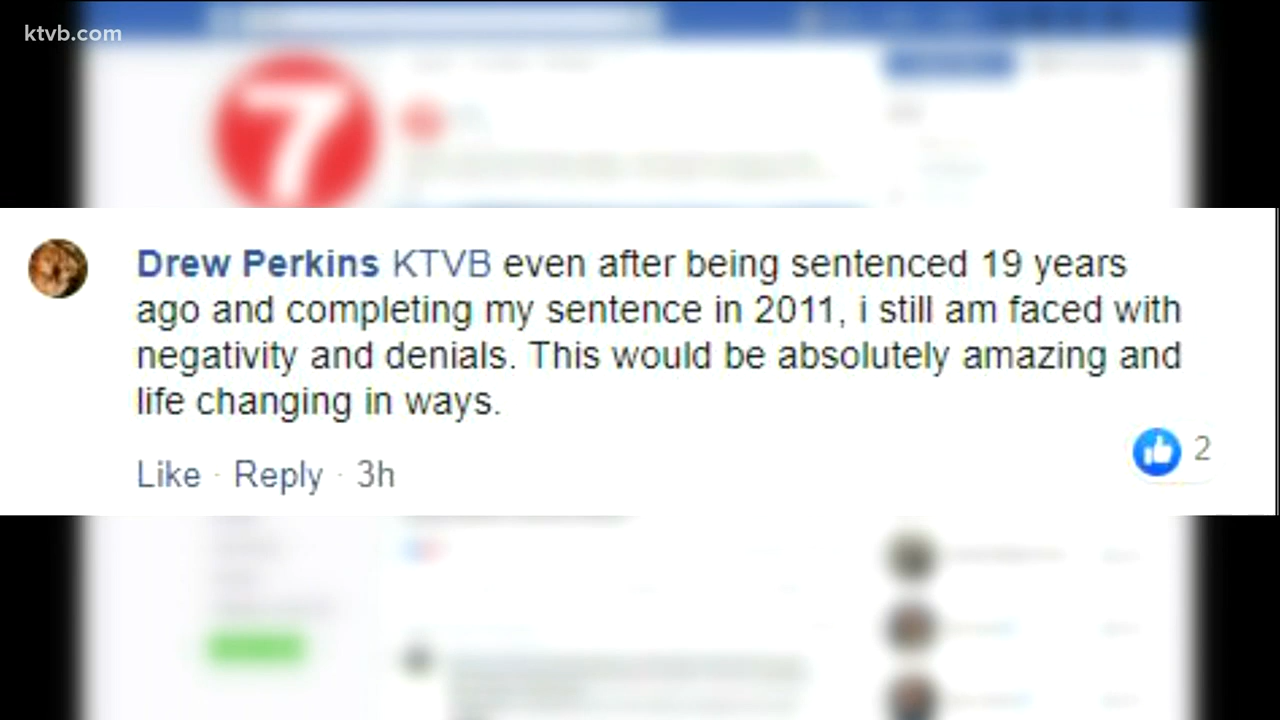 ktvb.com
7
Drew Perkins KTVB even after being sentenced 19 years
ago and completing my sentence in 2011, i still am faced with
negativity and denials. This would be absolutely amazing and
life changing in ways.
2
Like · Reply · 3h